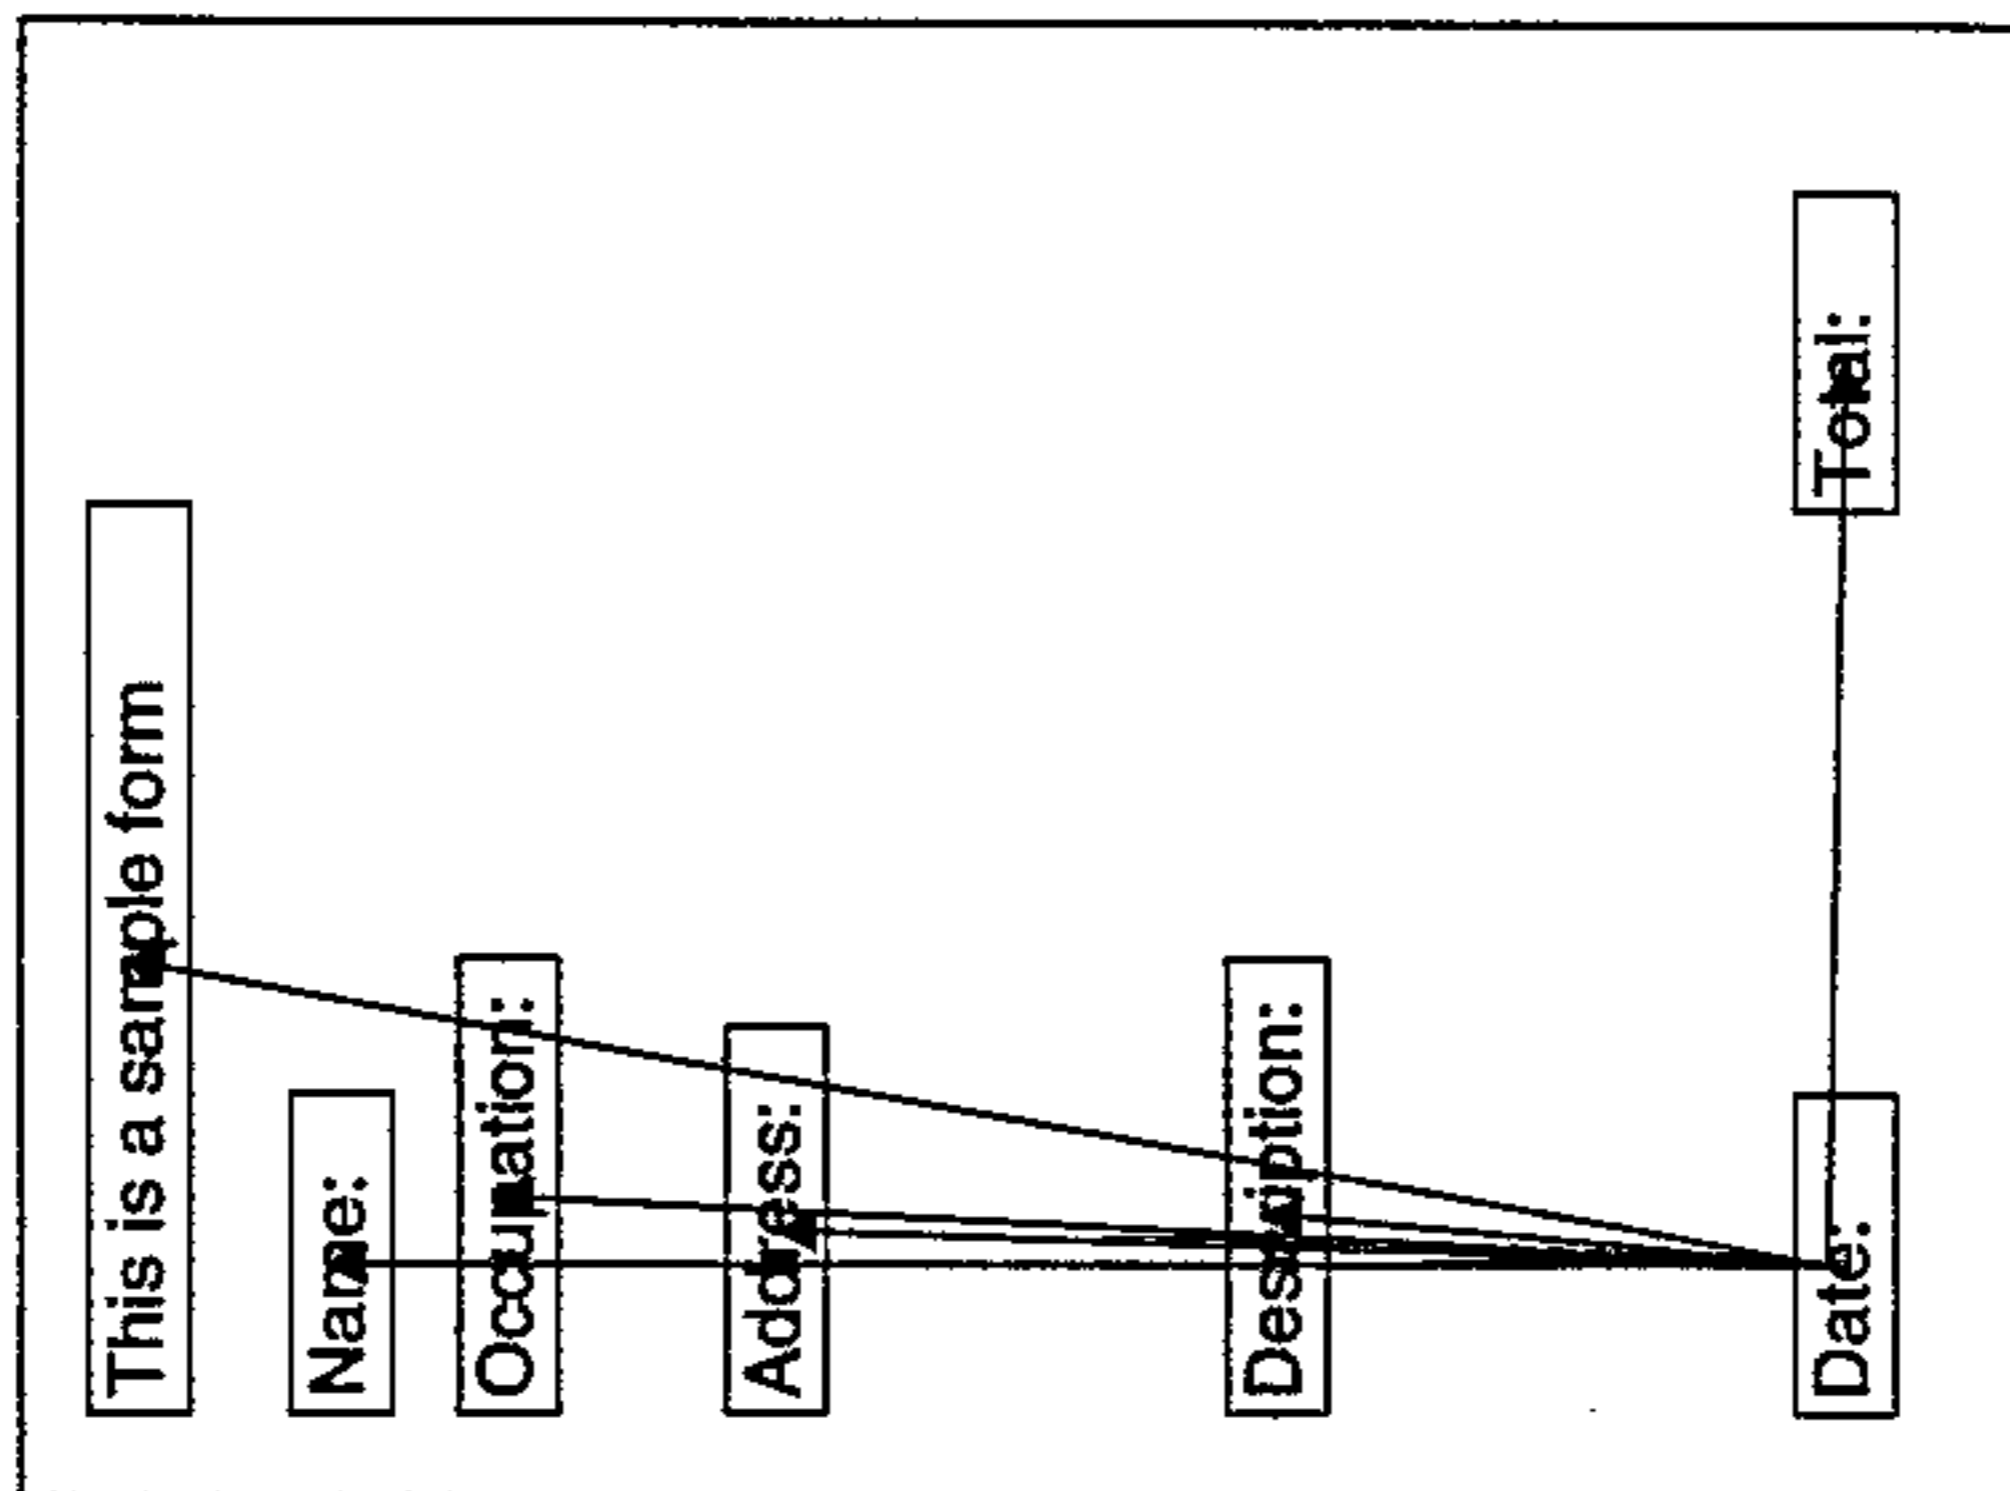 This is a sample form
Name:
Occupation:
Address:
Description:
Date: Total: